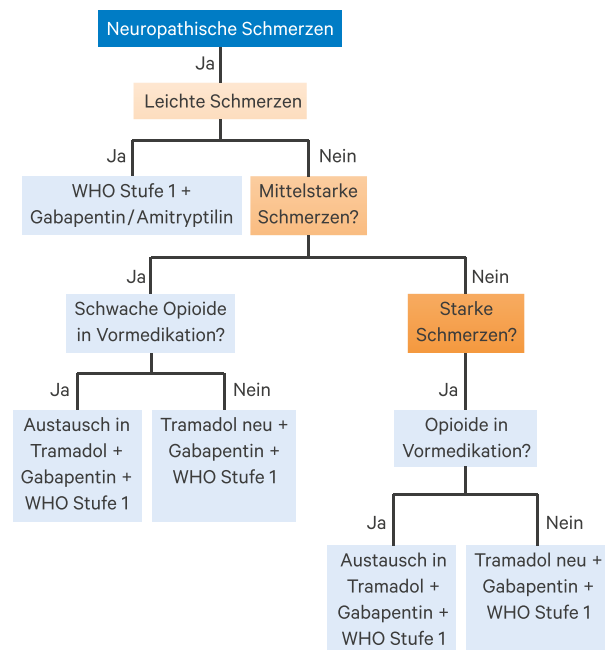 Neuropathische Schmerzen
Ja
Leichte Schmerzen
Ja
Nein
WHO Stufe 1 +
Gabapentin / Amitryptilin
Mittelstarke
Schmerzen?
Ja
Nein
Schwache Opioide
in Vormedikation?
Starke
Schmerzen?
Ja
Nein
Ja
Austausch in
Tramadol +
Gabapentin +
WHO Stufe 1
Tramadol neu +
Gabapentin +
WHO Stufe 1
Opioide in
Vormedikation?
Ja
Nein
Austausch in
Tramadol +
Gabapentin +
WHO Stufe 1
Tramadol neu +
Gabapentin +
WHO Stufe 1